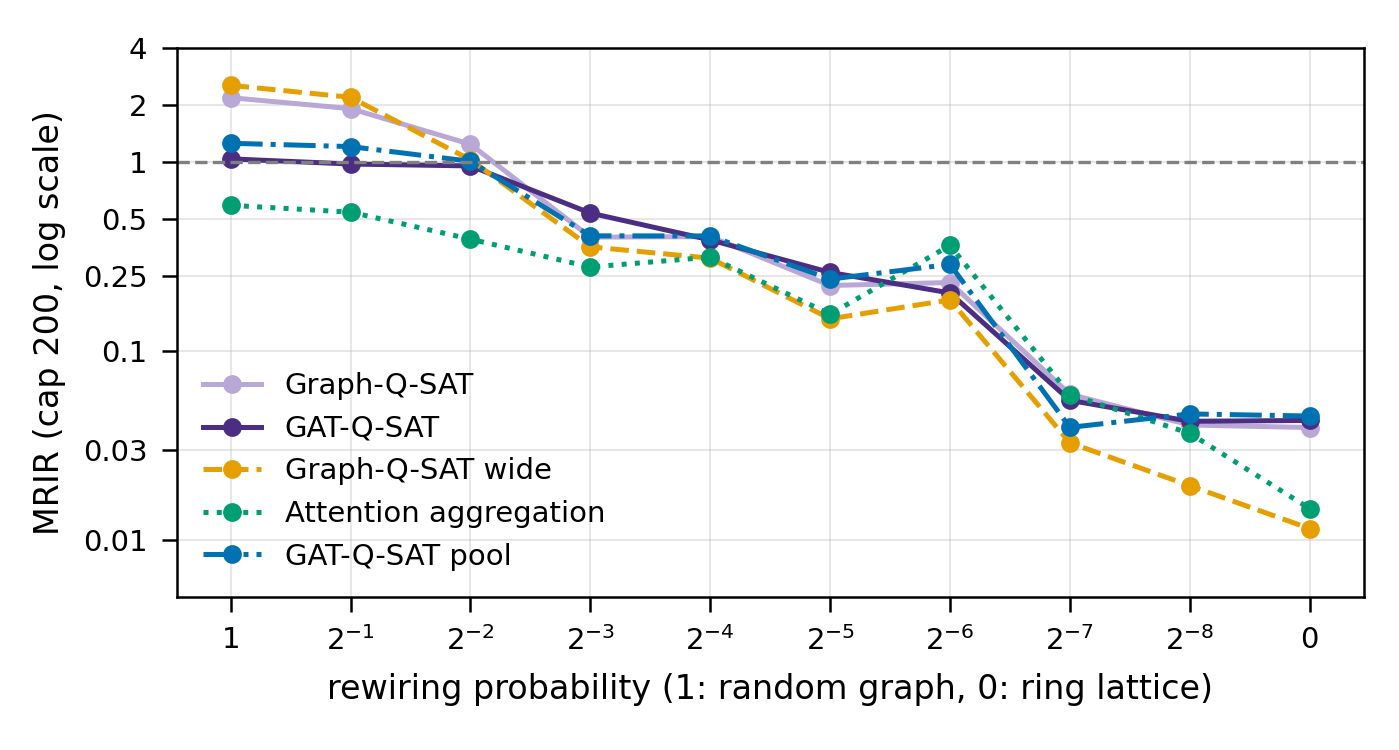 MRIR (cap 200, log scale)
4
2
1
0.5
0.25
0.1
0.03
0.01
Graph-Q-SAT
GAT-Q-SAT
Graph-Q-SAT wide
Attention aggregation
GAT-Q-SAT pool
1 2⁻¹ 2⁻² 2⁻³ 2⁻⁴ 2⁻⁵ 2⁻⁶ 2⁻⁷ 2⁻⁸ 0
rewiring probability (1: random graph, 0: ring lattice)